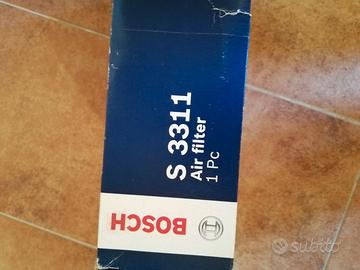 S 3311
Air filter
1 Pc
BOSCH
subito